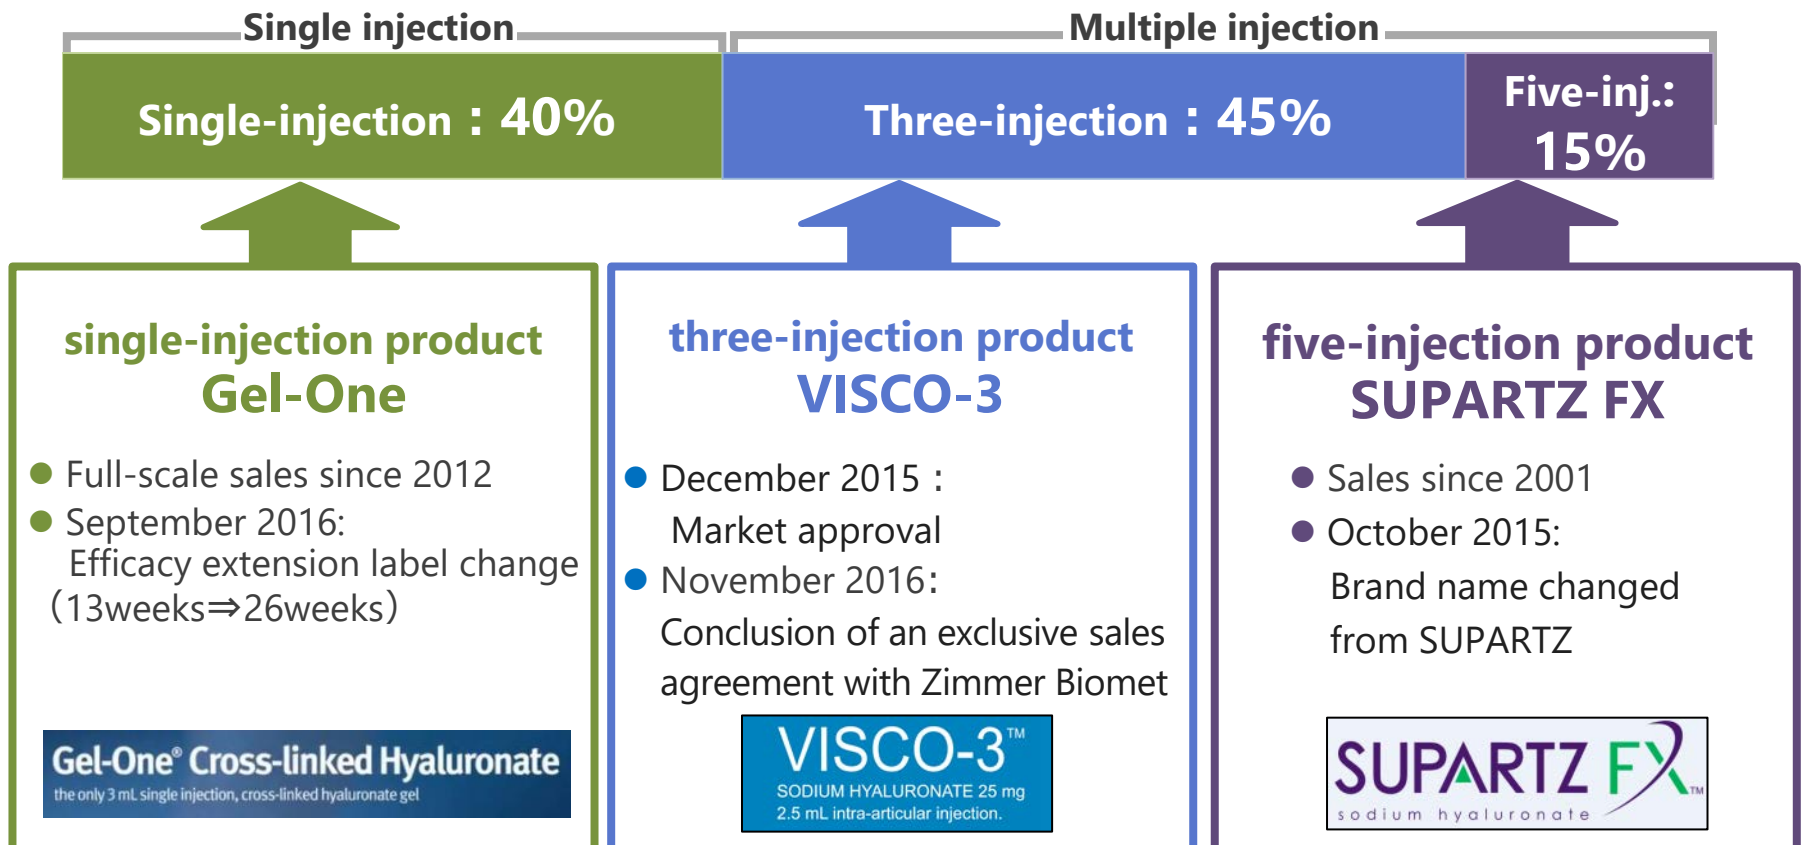 Single injection
Multiple injection
Single-injection：40%
Three-injection：45%
Five-inj.:
15%
single-injection product
Gel-One
● Full-scale sales since 2012
● September 2016:
Efficacy extension label change
（13weeks⇒26weeks）
Gel-One® Cross-linked Hyaluronate
the only 3 mL single injection, cross-linked hyaluronate gel
three-injection product
VISCO-3
● December 2015：
Market approval
● November 2016：
Conclusion of an exclusive sales
agreement with Zimmer Biomet
VISCO-3™
SODIUM HYALURONATE 25 mg
2.5 mL intra-articular injection.
five-injection product
SUPARTZ FX
● Sales since 2001
● October 2015:
Brand name changed
from SUPARTZ
SUPARTZ FX™
sodium hyaluronate